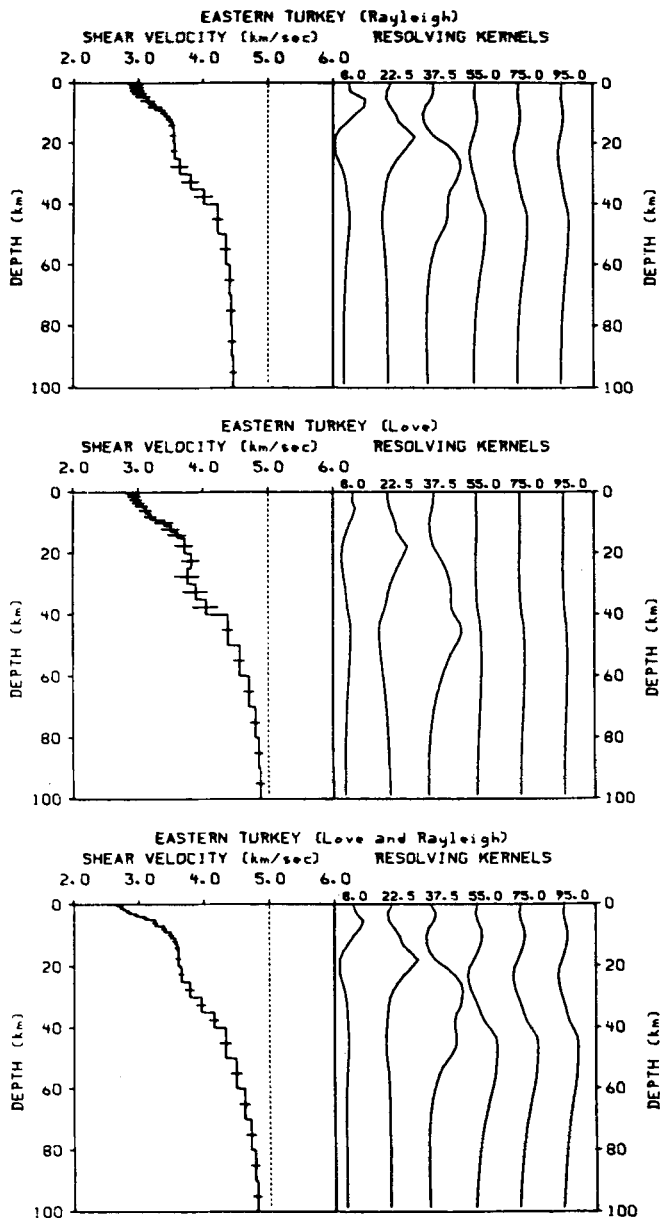 EASTERN TURKEY (Rayleigh)
SHEAR VELOCITY (km/sec) RESOLVING KERNELS
2.0 3.0 4.0 5.0 6.0
6.0 22.5 37.5 55.0 75.0 95.0
0 0
20 20
40 40
60 60
80 80
100 100
DEPTH (km)
DEPTH (km)
EASTERN TURKEY (Love)
SHEAR VELOCITY (km/sec) RESOLVING KERNELS
2.0 3.0 4.0 5.0 6.0
6.0 22.5 37.5 55.0 75.0 95.0
0 0
20 20
40 40
60 60
80 80
100 100
DEPTH (km)
DEPTH (km)
EASTERN TURKEY (Love and Rayleigh)
SHEAR VELOCITY (km/sec) RESOLVING KERNELS
2.0 3.0 4.0 5.0 6.0
6.0 22.5 37.5 55.0 75.0 95.0
0 0
20 20
40 40
60 60
80 80
100 100
DEPTH (km)
DEPTH (km)